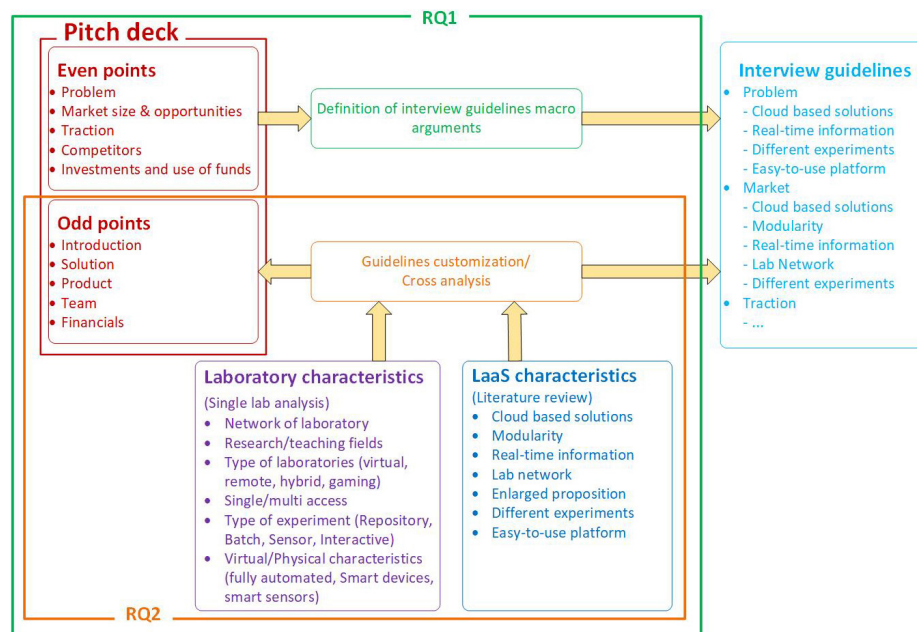 RQ1
Pitch deck
Even points
• Problem
• Market size & opportunities
• Traction
• Competitors
• Investments and use of funds
Definition of interview guidelines macro
arguments
Interview guidelines
• Problem
- Cloud based solutions
- Real-time information
- Different experiments
- Easy-to-use platform
• Market
- Cloud based solutions
- Modularity
- Real-time information
- Lab Network
- Different experiments
• Traction
- ...
Odd points
• Introduction
• Solution
• Product
• Team
• Financials
Guidelines customization/
Cross analysis
Laboratory characteristics
(Single lab analysis)
• Network of laboratory
• Research/teaching fields
• Type of laboratories (virtual,
remote, hybrid, gaming)
• Single/multi access
• Type of experiment (Repository,
Batch, Sensor, Interactive)
• Virtual/Physical characteristics
(fully automated, Smart devices,
smart sensors)
LaaS characteristics
(Literature review)
• Cloud based solutions
• Modularity
• Real-time information
• Lab network
• Enlarged proposition
• Different experiments
• Easy-to-use platform
RQ2